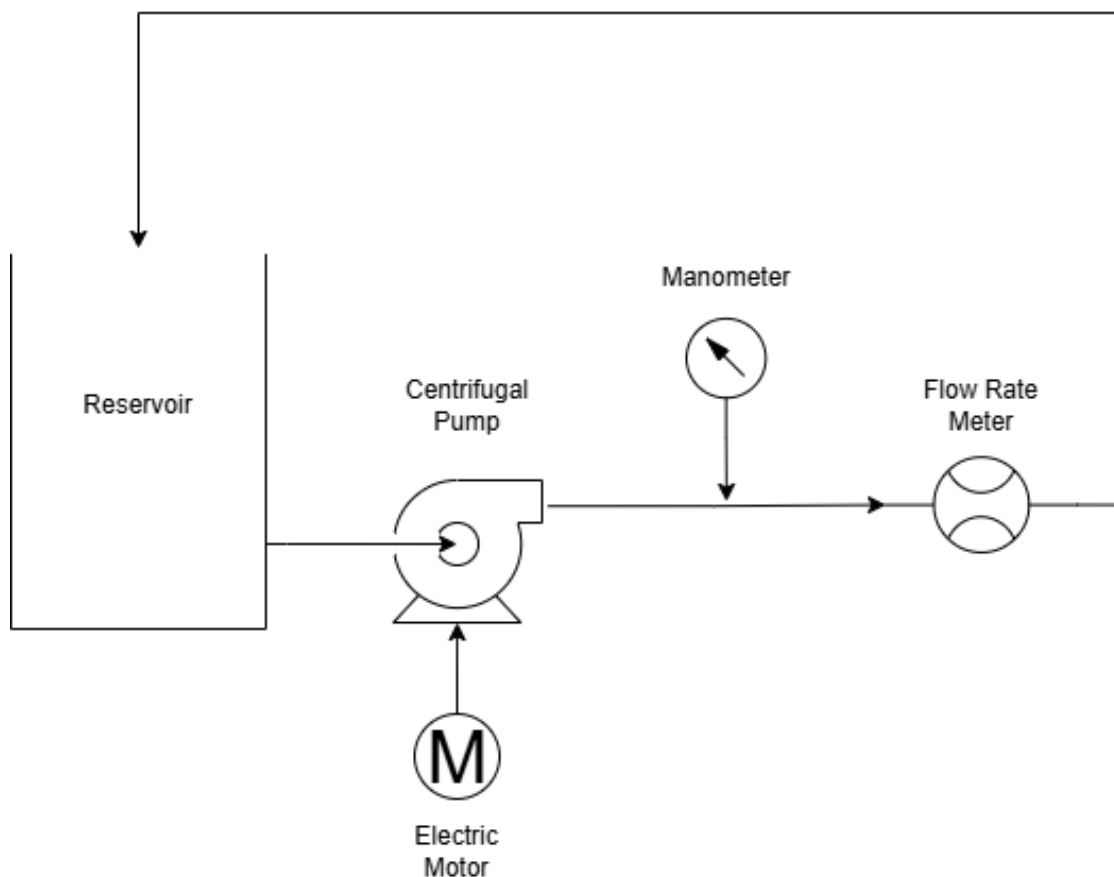 Manometer
Reservoir
Centrifugal
Pump
Flow Rate
Meter
M
Electric
Motor